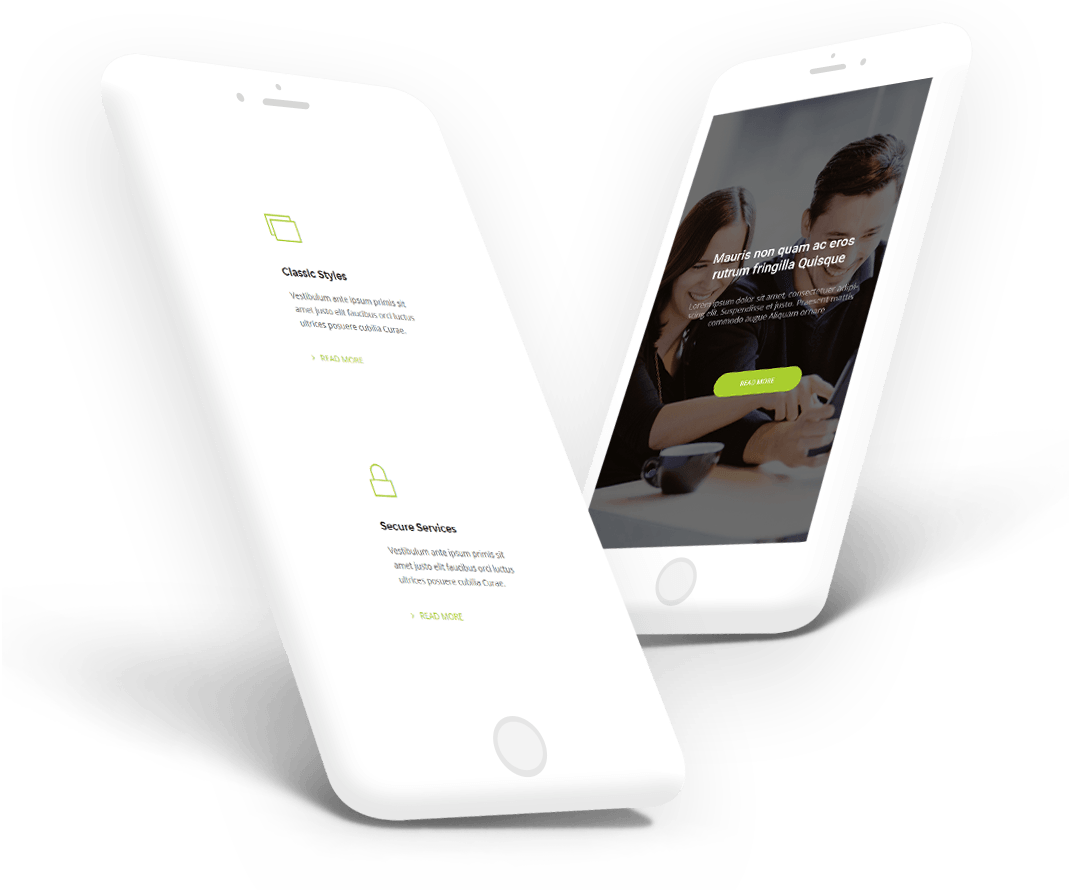 Classic Styles
Vestibulum ante ipsum primis sit
amet justo elit faucibus orci luctus
ultrices posuere cubilia Curae.
> READ MORE
Secure Services
Vestibulum ante ipsum primis sit
amet justo elit faucibus orci luctus
ultrices posuere cubilia Curae.
> READ MORE
Mauris non quam ac eros
rutrum fringilla Quisque
Lorem ipsum dolor sit amet, consectetuer adipi-
scing elit. Suspendisse et justo. Praesent mattis
commodo augue Aliquam ornare
READ MORE